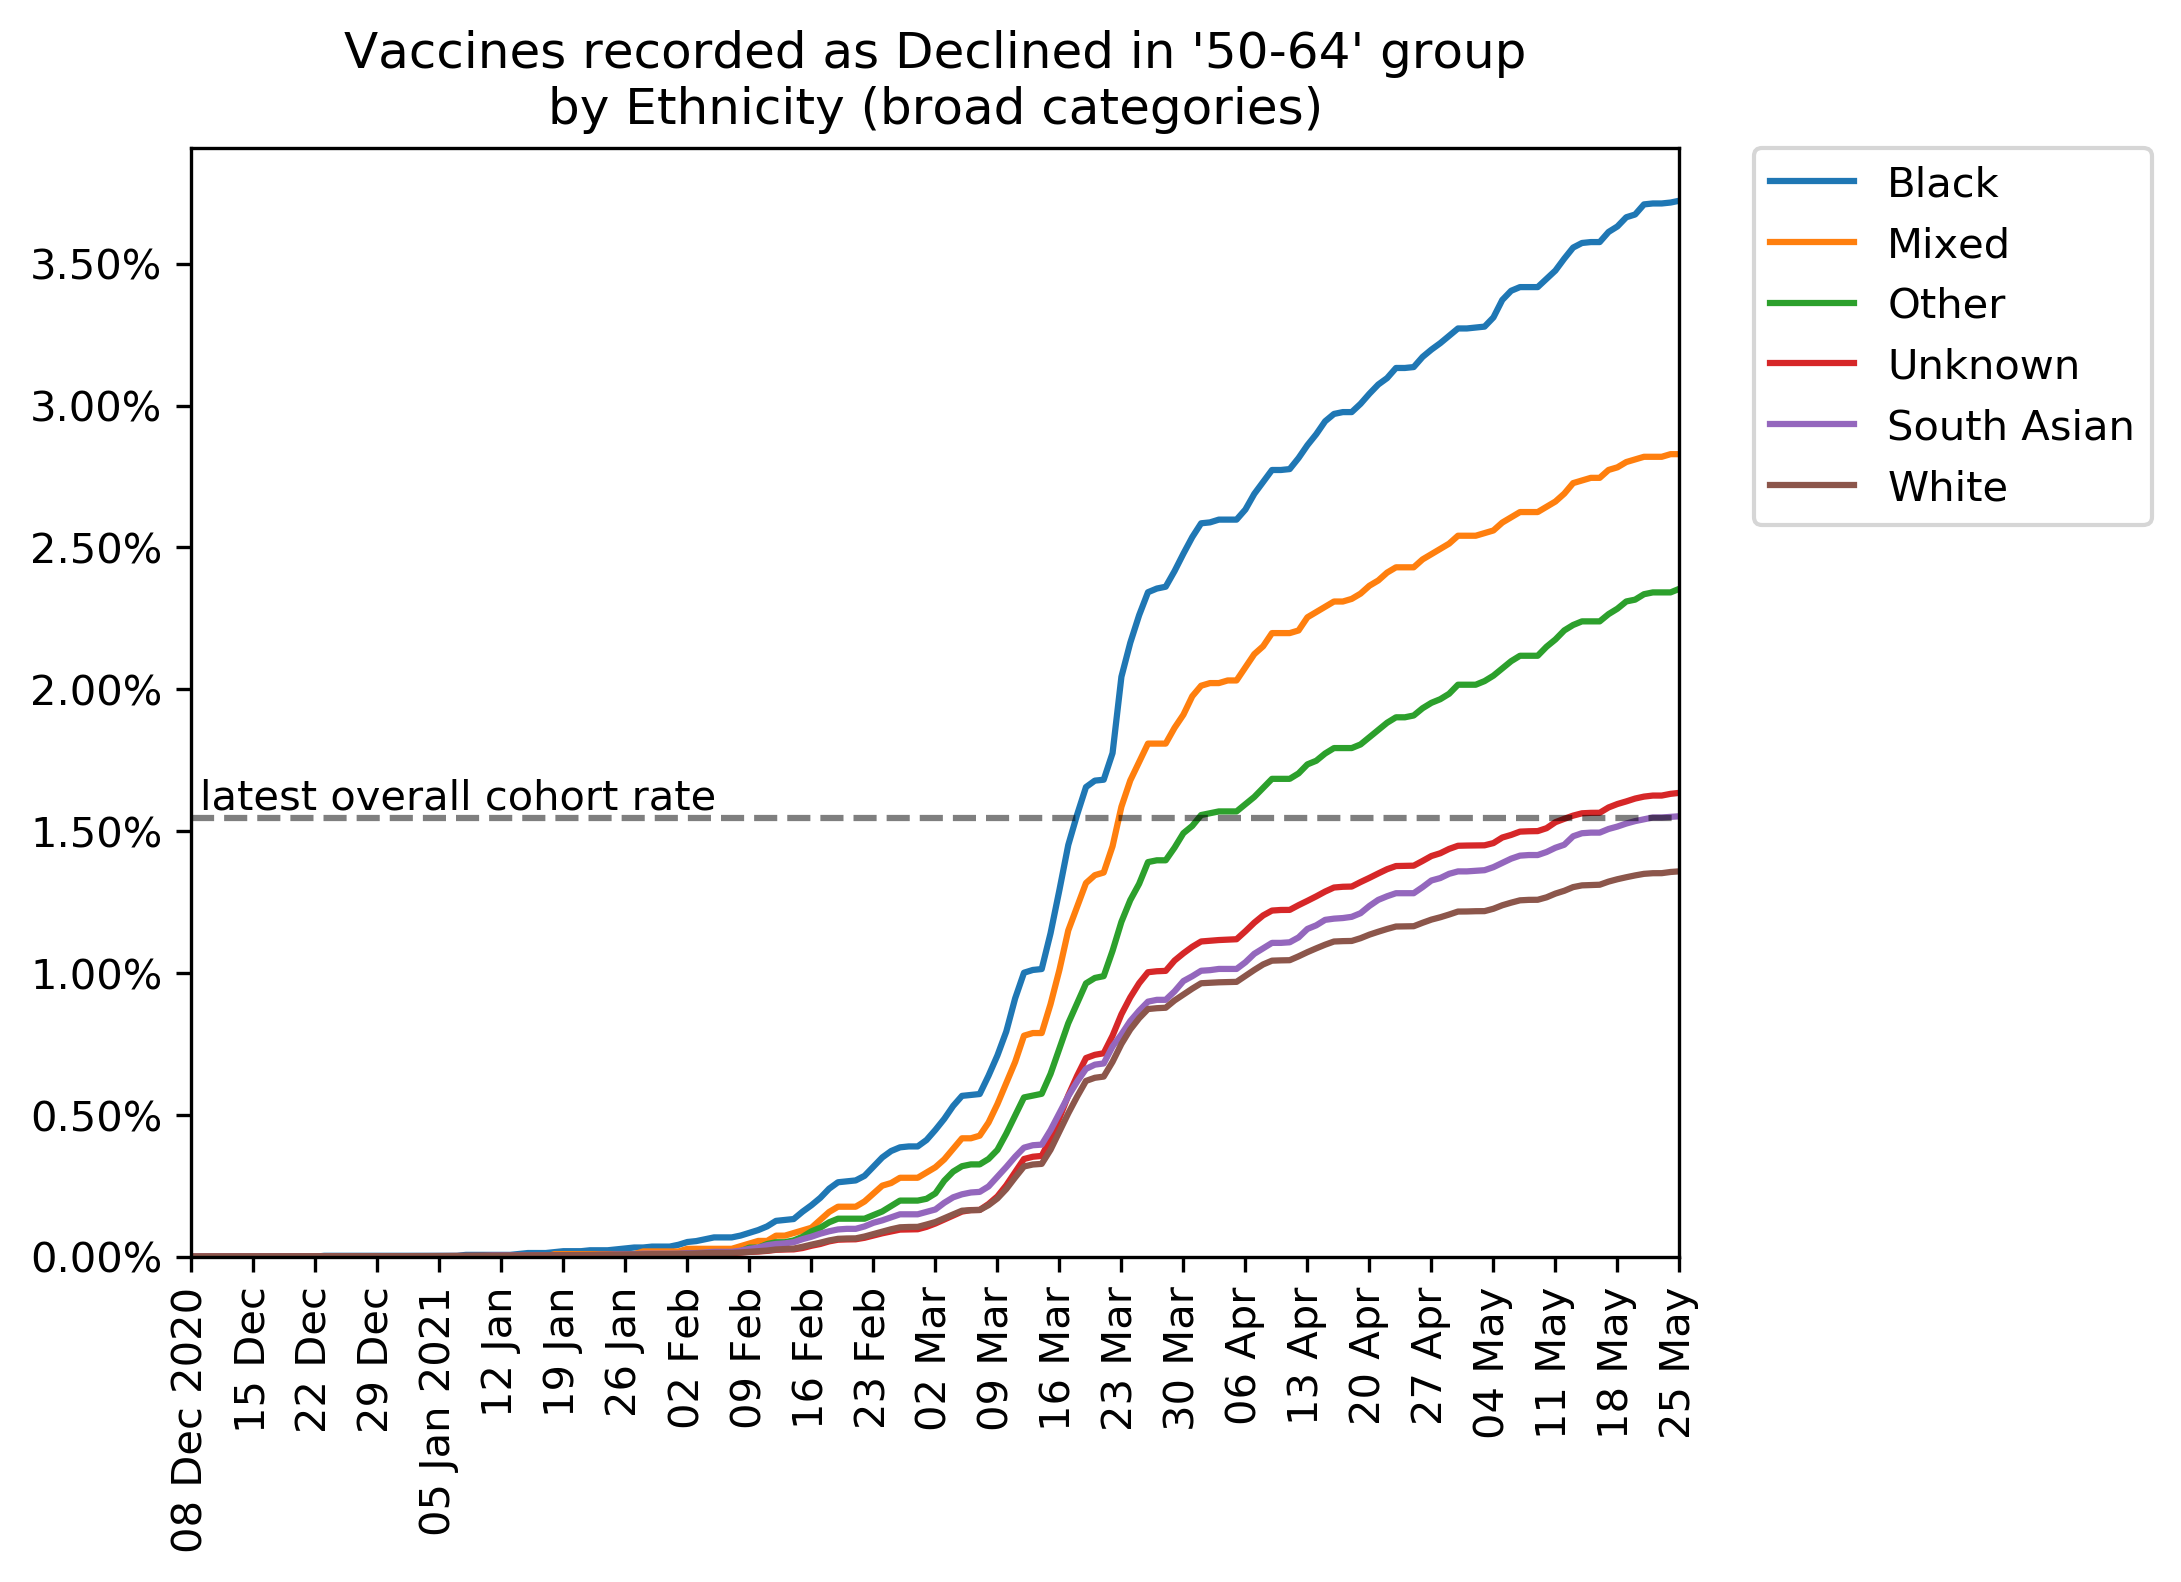 Vaccines recorded as Declined in '50-64' group
by Ethnicity (broad categories)
3.50%
3.00%
2.50%
2.00%
1.50%
1.00%
0.50%
0.00%
latest overall cohort rate
08 Dec 2020
15 Dec
22 Dec
29 Dec
05 Jan 2021
12 Jan
19 Jan
26 Jan
02 Feb
09 Feb
16 Feb
23 Feb
02 Mar
09 Mar
16 Mar
23 Mar
30 Mar
06 Apr
13 Apr
20 Apr
27 Apr
04 May
11 May
18 May
25 May
Black
Mixed
Other
Unknown
South Asian
White